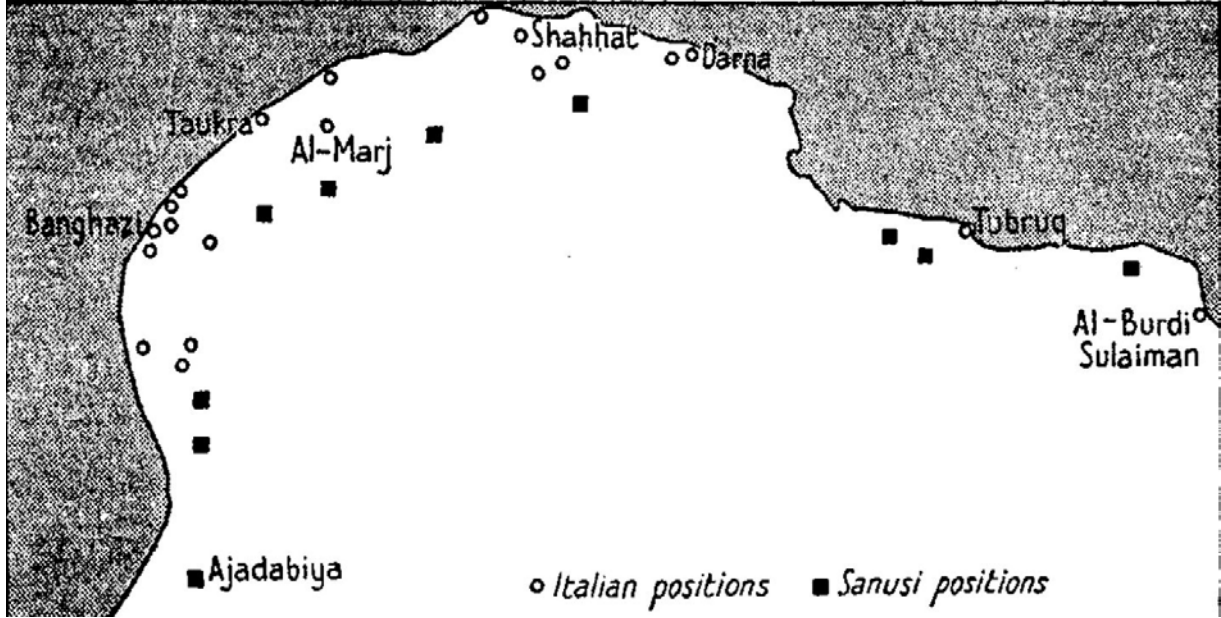 Shahhat
Darna
Taukra
Al-Marj
Banghazi
Tubruq
Al-Burdi
Sulaiman
Ajadabiya
Italian positions
Sanusi positions